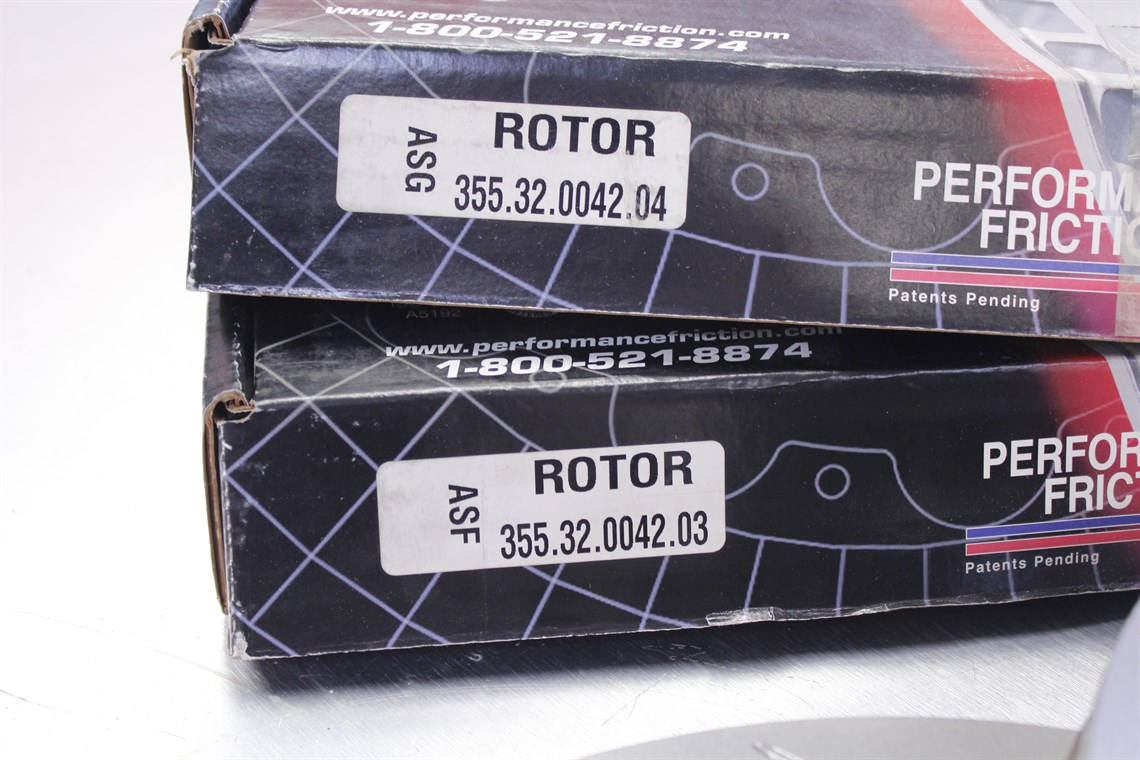 www.performancefriction.com
1-800-521-8874
ROTOR
ASG
355.32.0042.04
PERFORM
FRICTI
Patents Pending
A5192
www.performancefriction.com
1-800-521-8874
ROTOR
ASF
355.32.0042.03
PERFOR
FRICT
Patents Pending